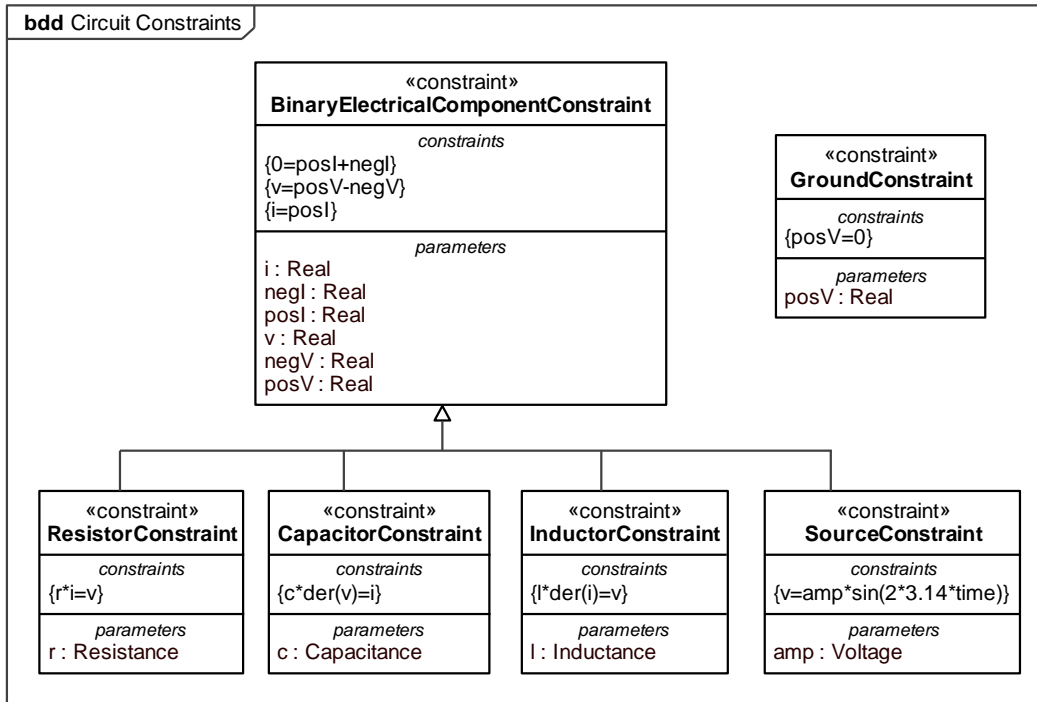 bdd Circuit Constraints
«constraint»
BinaryElectricalComponentConstraint
constraints
{0=posI+negI}
{v=posV-negV}
{i=posI}
parameters
i : Real
negI : Real
posI : Real
v : Real
negV : Real
posV : Real
«constraint»
GroundConstraint
constraints
{posV=0}
parameters
posV : Real
«constraint»
ResistorConstraint
constraints
{r*i=v}
parameters
r : Resistance
«constraint»
CapacitorConstraint
constraints
{c*der(v)=i}
parameters
c : Capacitance
«constraint»
InductorConstraint
constraints
{l*der(i)=v}
parameters
l : Inductance
«constraint»
SourceConstraint
constraints
{v=amp*sin(2*3.14*time)}
parameters
amp : Voltage